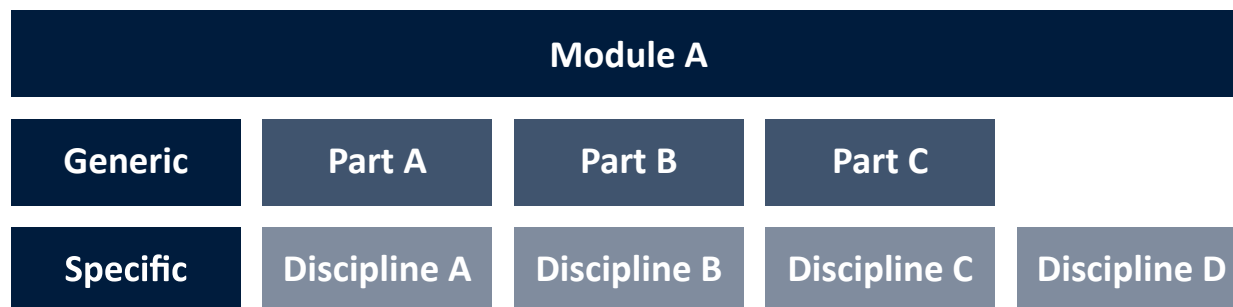 Module A
Generic Part A Part B Part C
Specific Discipline A Discipline B Discipline C Discipline D